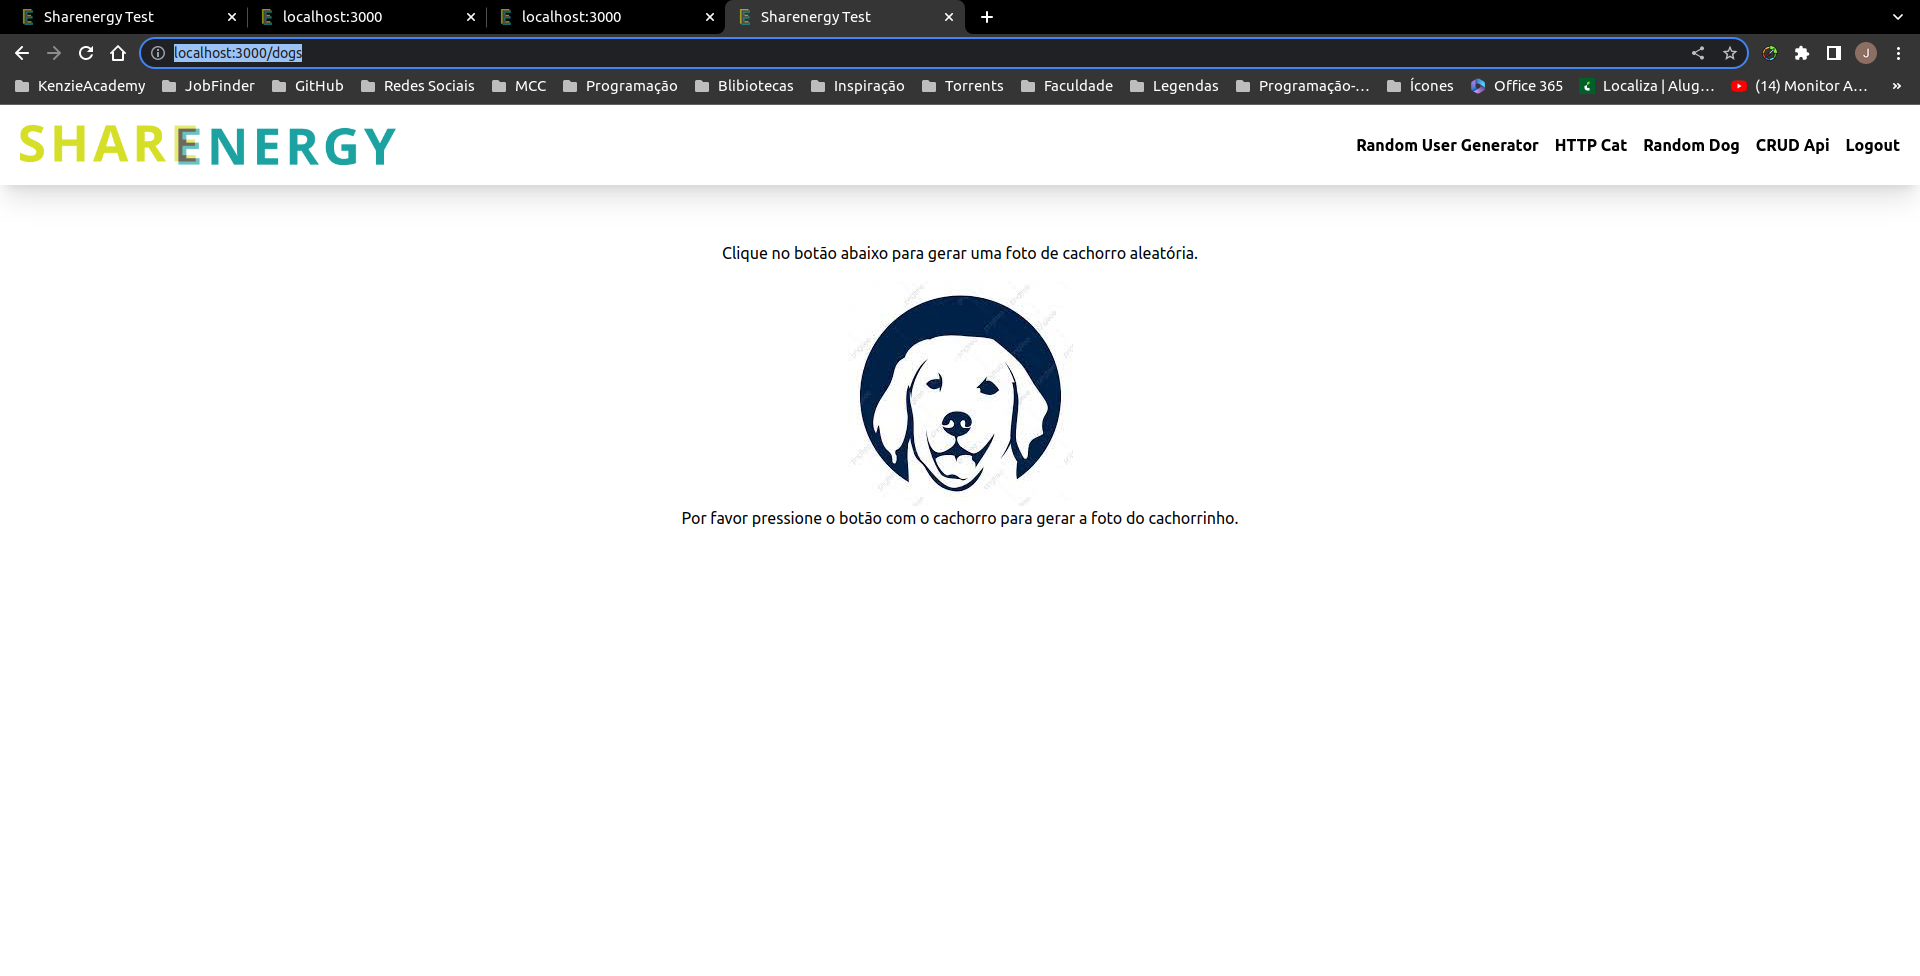 Sharenergy Test
localhost:3000
localhost:3000
Sharenergy Test
localhost:3000/dogs
J
KenzieAcademy JobFinder GitHub Redes Sociais MCC Programação Blibiotecas Inspiração Torrents Faculdade Legendas Programação-... Ícones Office 365 Localiza | Alug... (14) Monitor A... »
SHARENERGY
Random User Generator HTTP Cat Random Dog CRUD Api Logout
Clique no botão abaixo para gerar uma foto de cachorro aleatória.
Por favor pressione o botão com o cachorro para gerar a foto do cachorrinho.